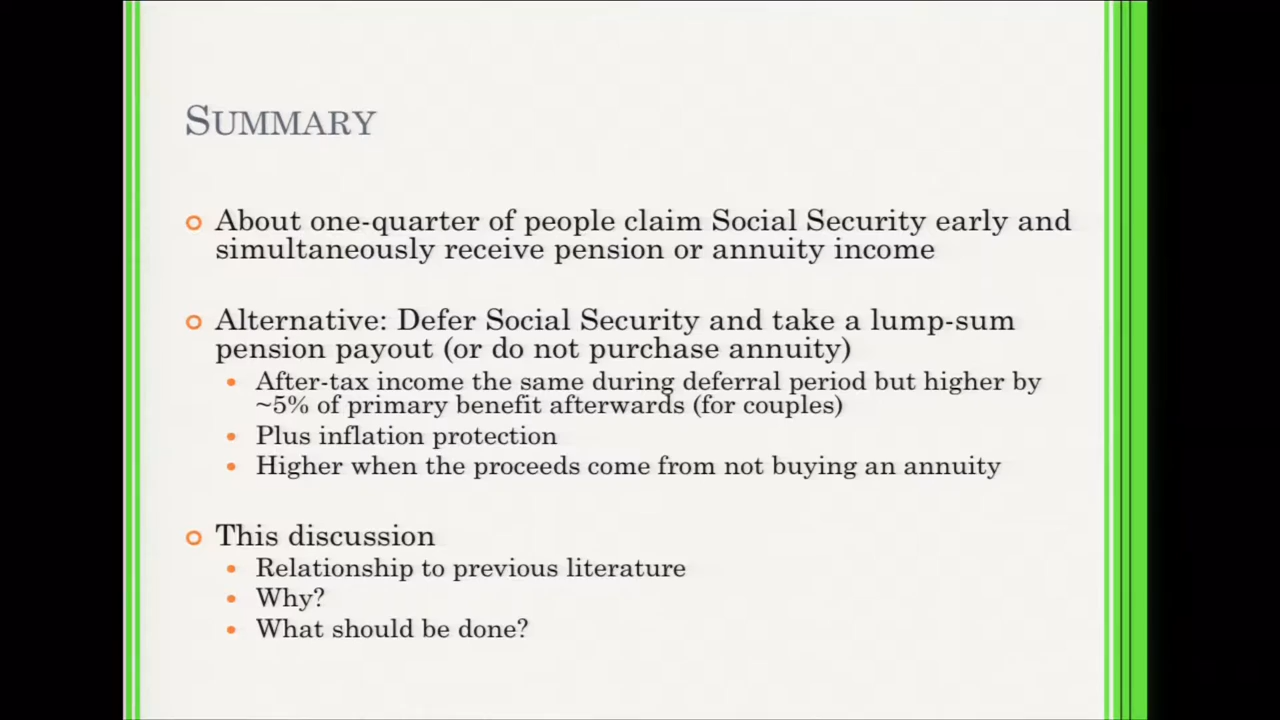 SUMMARY
About one-quarter of people claim Social Security early and
simultaneously receive pension or annuity income
Alternative: Defer Social Security and take a lump-sum
pension payout (or do not purchase annuity)
After-tax income the same during deferral period but higher by
~5% of primary benefit afterwards (for couples)
Plus inflation protection
Higher when the proceeds come from not buying an annuity
This discussion
Relationship to previous literature
Why?
What should be done?